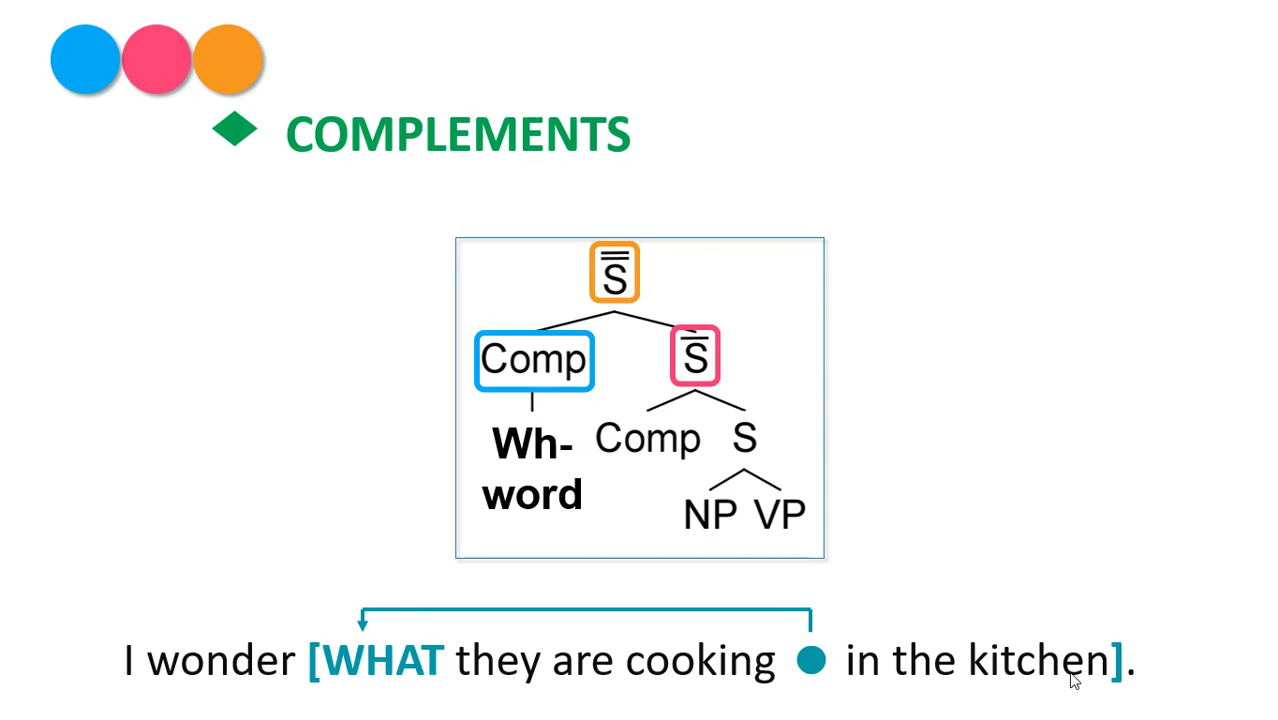 COMPLEMENTS
S̿
Comp S̅
Wh- Comp S
word NP VP
I wonder [WHAT they are cooking ● in the kitchen].